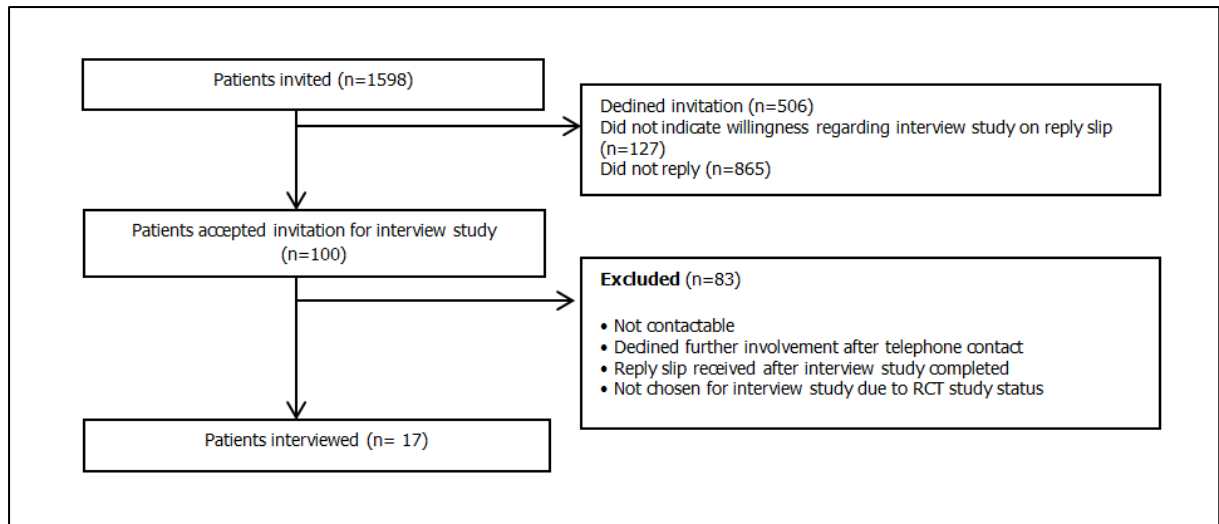 Patients invited (n=1598)
Declined invitation (n=506)
Did not indicate willingness regarding interview study on reply slip
(n=127)
Did not reply (n=865)
Patients accepted invitation for interview study
(n=100)
Excluded (n=83)
• Not contactable
• Declined further involvement after telephone contact
• Reply slip received after interview study completed
• Not chosen for interview study due to RCT study status
Patients interviewed (n= 17)